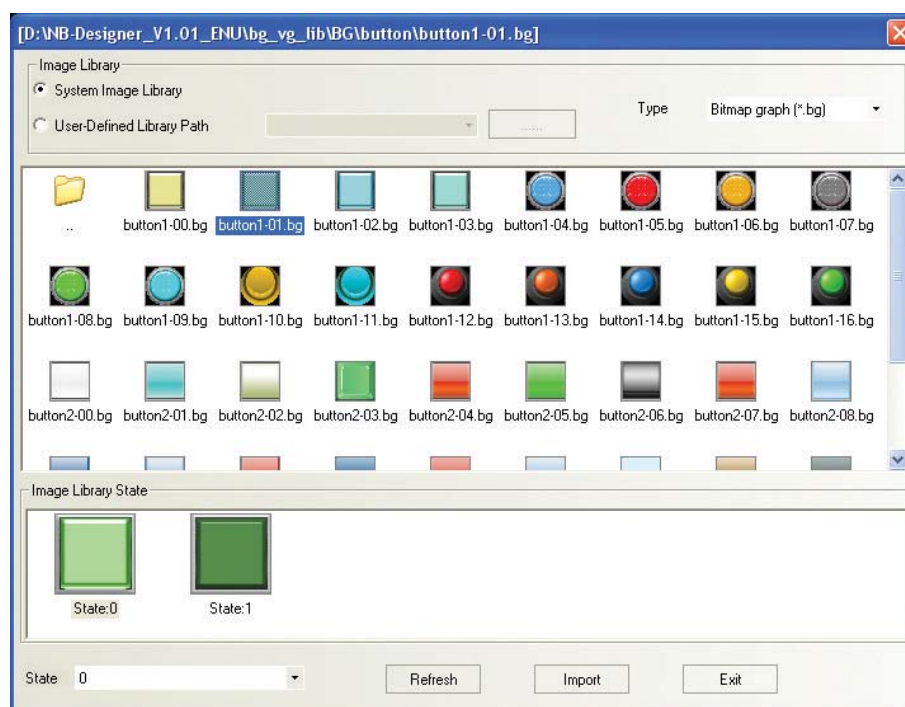 [D:\NB-Designer_V1.01_ENU\bg_vg_lib\BG\button\button1-01.bg]
Image Library
System Image Library
Type Bitmap graph (*.bg)
User-Defined Library Path ......
.. button1-00.bg button1-01.bg button1-02.bg button1-03.bg button1-04.bg button1-05.bg button1-06.bg button1-07.bg
button1-08.bg button1-09.bg button1-10.bg button1-11.bg button1-12.bg button1-13.bg button1-14.bg button1-15.bg button1-16.bg
button2-00.bg button2-01.bg button2-02.bg button2-03.bg button2-04.bg button2-05.bg button2-06.bg button2-07.bg button2-08.bg
Image Library State
State:0 State:1
State 0 Refresh Import Exit